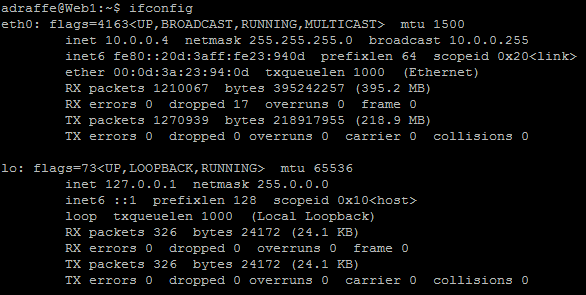 adraffe@Web1:~$ ifconfig
eth0: flags=4163<UP,BROADCAST,RUNNING,MULTICAST>  mtu 1500
        inet 10.0.0.4  netmask 255.255.255.0  broadcast 10.0.0.255
        inet6 fe80::20d:3aff:fe23:940d  prefixlen 64  scopeid 0x20<link>
        ether 00:0d:3a:23:94:0d  txqueuelen 1000  (Ethernet)
        RX packets 1210067  bytes 395242257 (395.2 MB)
        RX errors 0  dropped 17  overruns 0  frame 0
        TX packets 1270939  bytes 218917955 (218.9 MB)
        TX errors 0  dropped 0 overruns 0  carrier 0  collisions 0

lo: flags=73<UP,LOOPBACK,RUNNING>  mtu 65536
        inet 127.0.0.1  netmask 255.0.0.0
        inet6 ::1  prefixlen 128  scopeid 0x10<host>
        loop  txqueuelen 1000  (Local Loopback)
        RX packets 326  bytes 24172 (24.1 KB)
        RX errors 0  dropped 0  overruns 0  frame 0
        TX packets 326  bytes 24172 (24.1 KB)
        TX errors 0  dropped 0 overruns 0  carrier 0  collisions 0